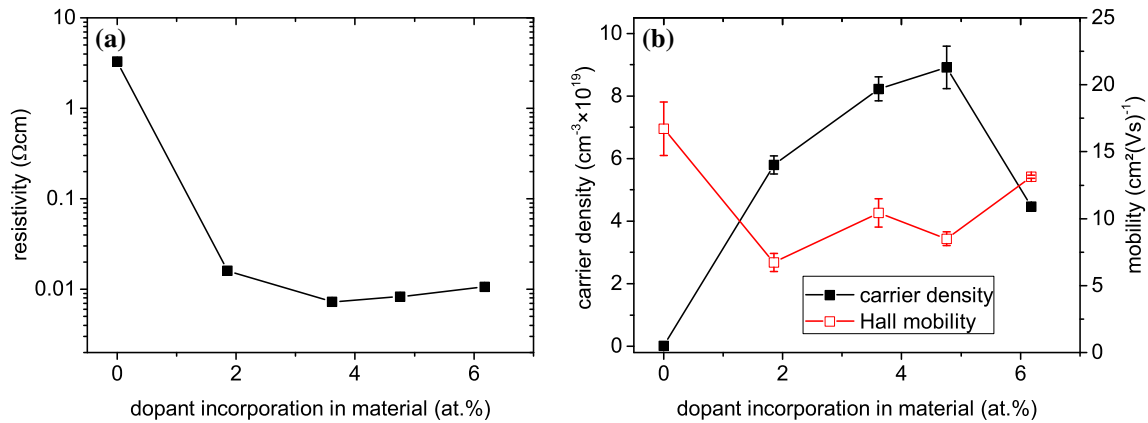 (a)
10
1
0.1
0.01
resistivity (Ωcm)
0 2 4 6
dopant incorporation in material (at.%)
(b)
10
8
6
4
2
0
carrier density (cm⁻³×10¹⁹)
25
20
15
10
5
0
mobility (cm²(Vs)⁻¹)
carrier density
Hall mobility
0 2 4 6
dopant incorporation in material (at.%)